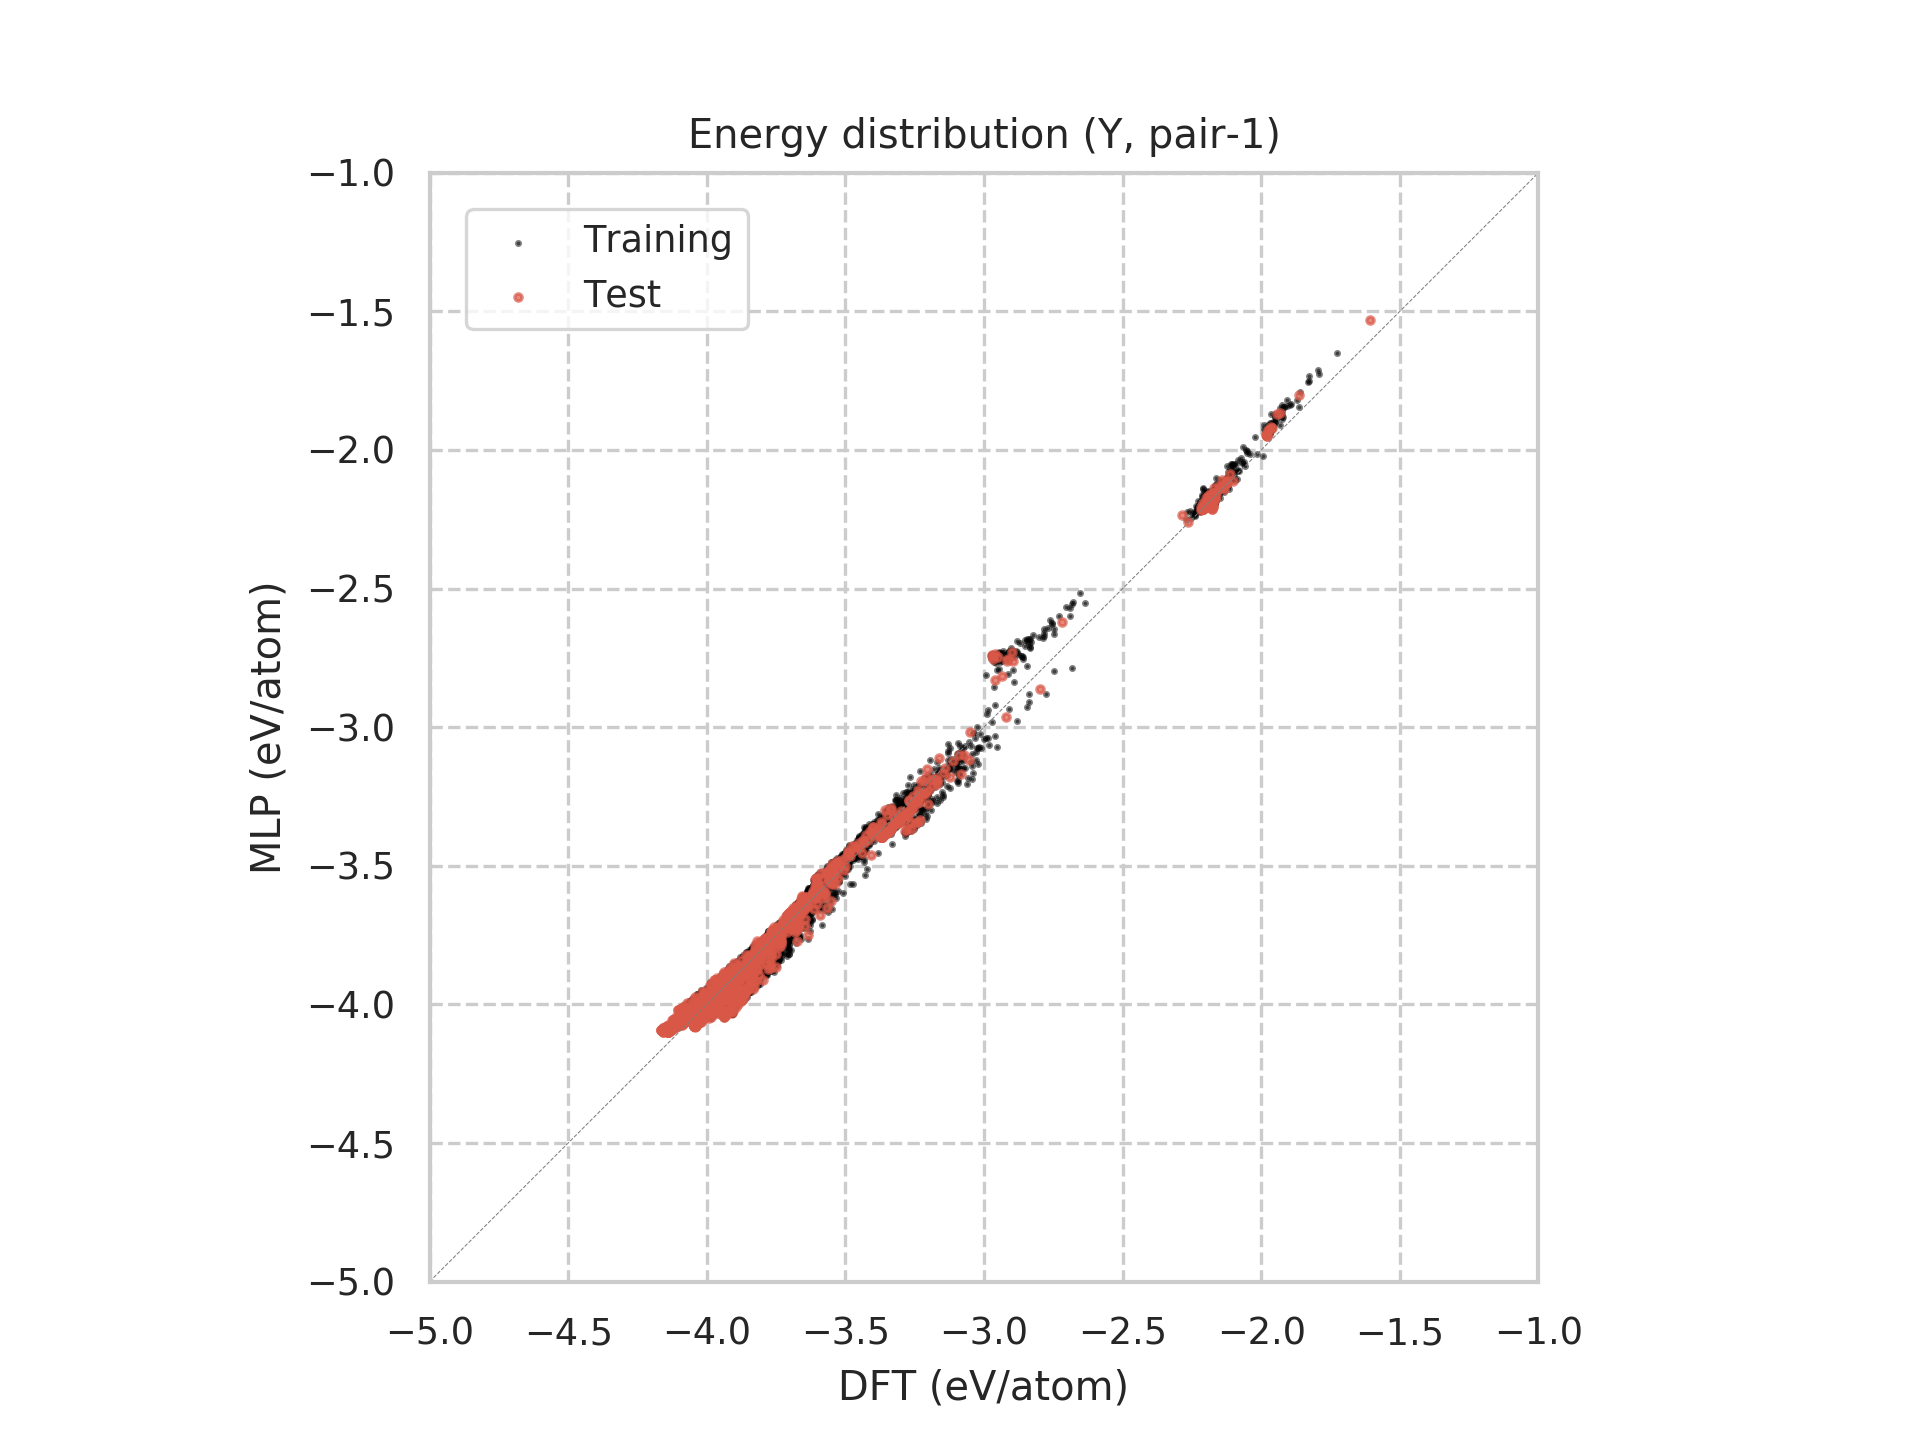 Energy distribution (Y, pair-1)
−1.0
−1.5
−2.0
−2.5
−3.0
−3.5
−4.0
−4.5
−5.0
Training
Test
MLP (eV/atom)
−5.0 −4.5 −4.0 −3.5 −3.0 −2.5 −2.0 −1.5 −1.0
DFT (eV/atom)